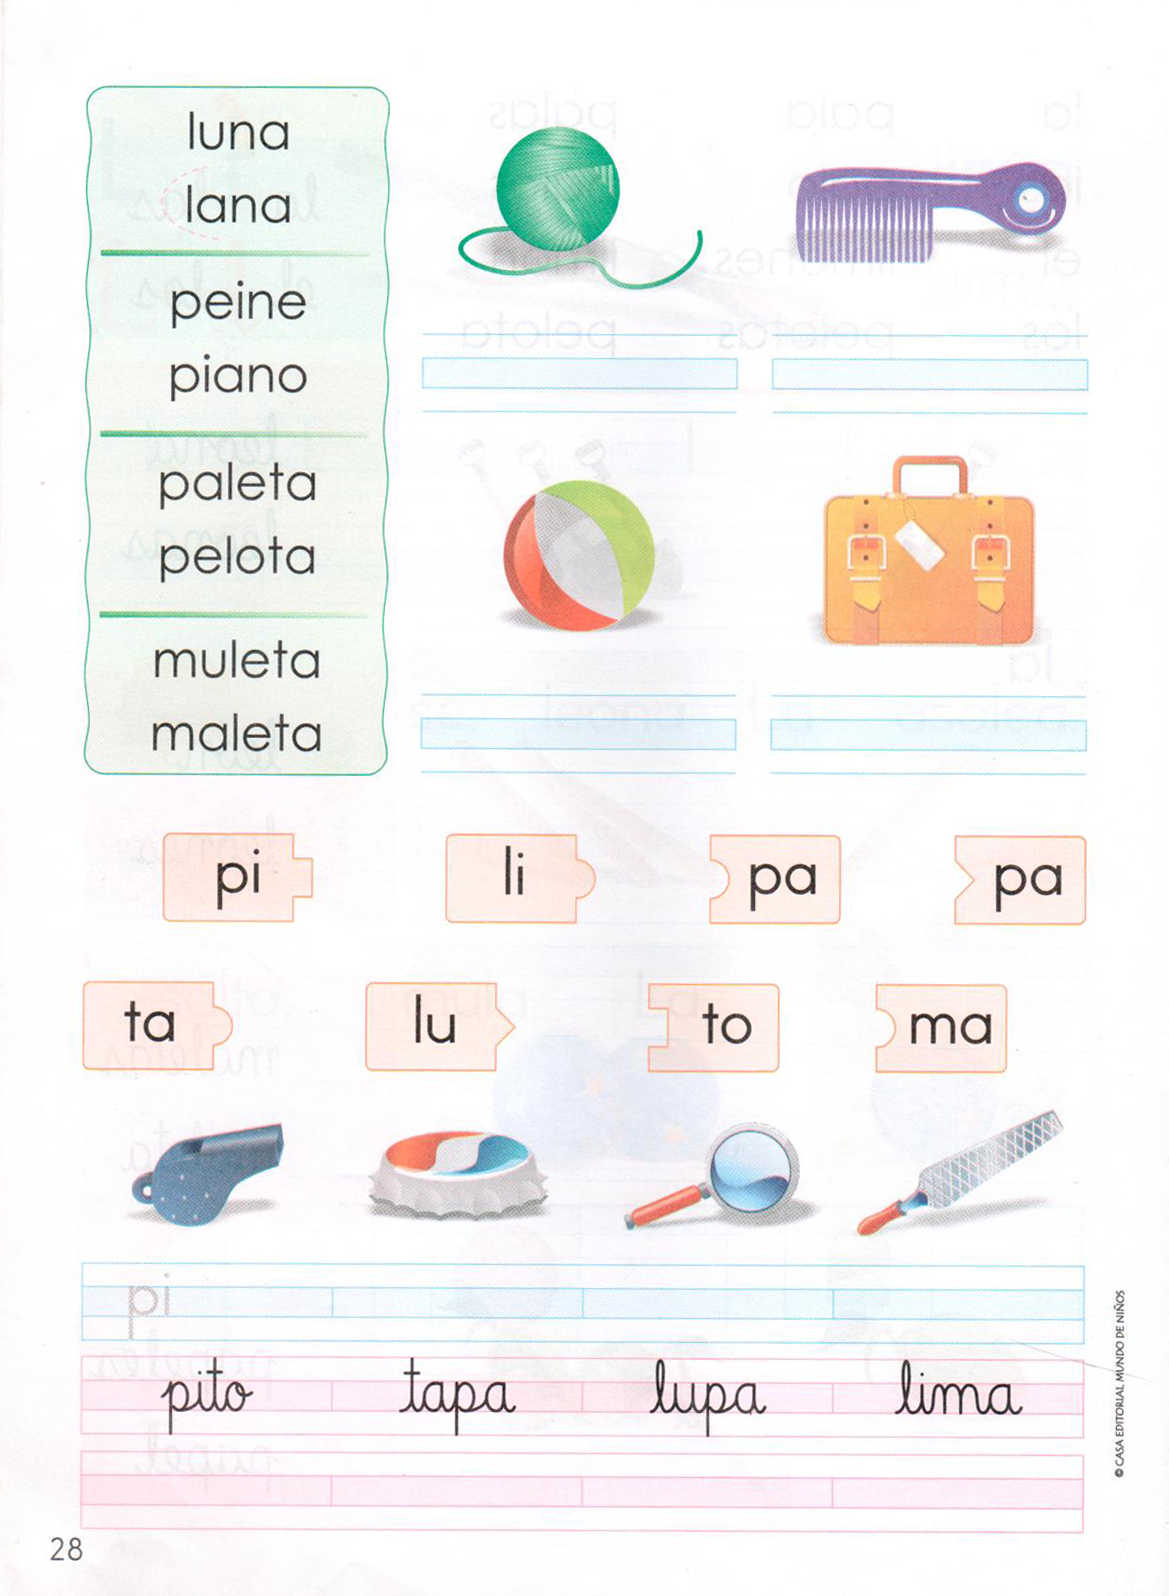 luna
lana
peine
piano
paleta
pelota
muleta
maleta
pi li pa pa
ta lu to ma
pi
pito tapa lupa lima
28
© CASA EDITORIAL MUNDO DE NIÑOS